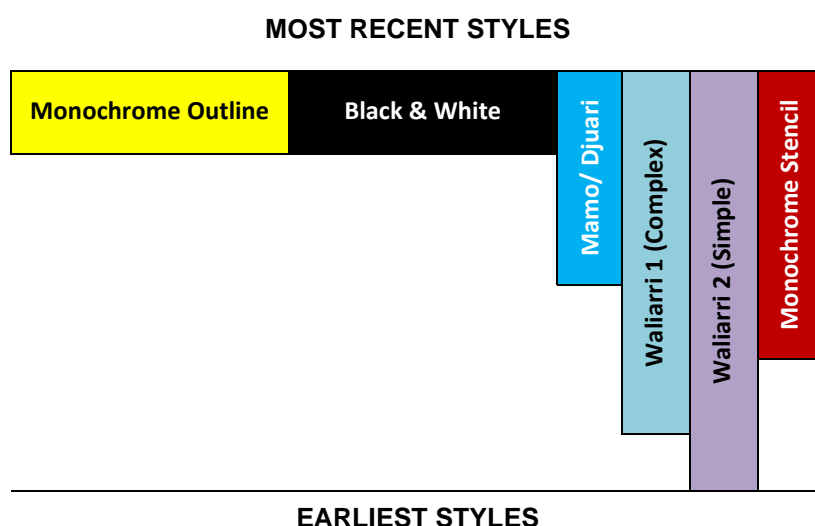 MOST RECENT STYLES
Monochrome Outline
Black & White
Mamo/ Djuari
Waliarri 1 (Complex)
Waliarri 2 (Simple)
Monochrome Stencil
EARLIEST STYLES